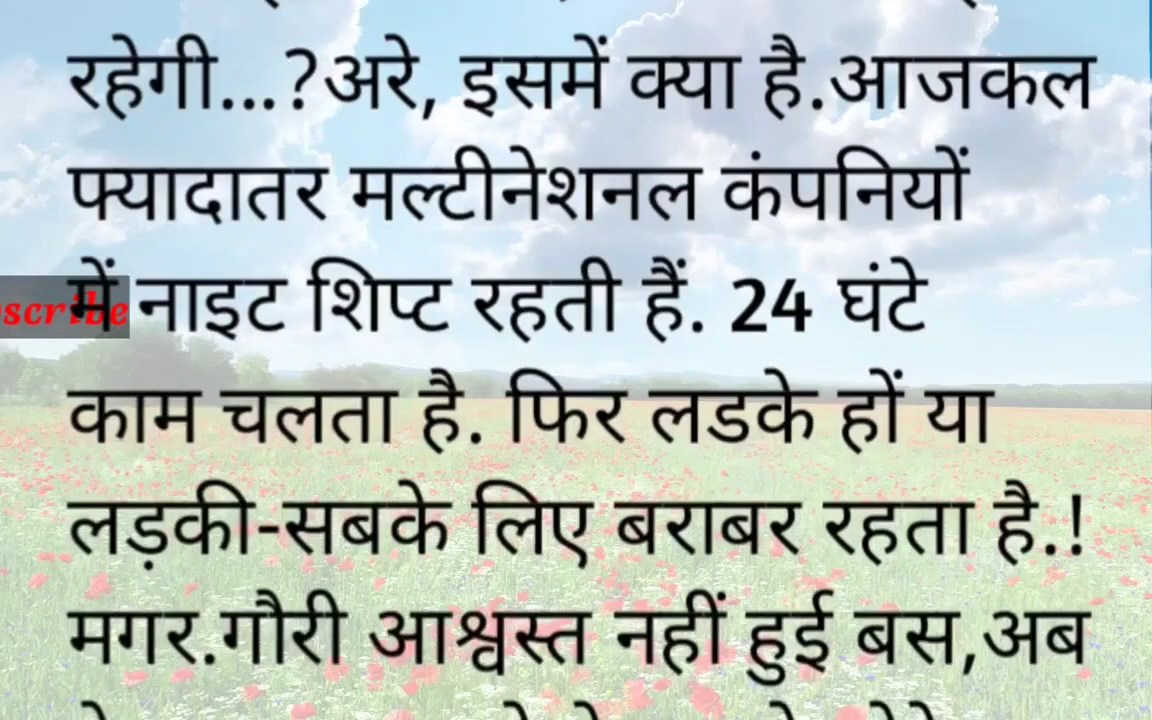 रहेगी...?अरे, इसमें क्या है.आजकल
फ्यादातर मल्टीनेशनल कंपनियों
में नाइट शिप्ट रहती हैं. 24 घंटे
scribe
काम चलता है. फिर लडके हों या
लड़की-सबके लिए बराबर रहता है.!
मगर.गौरी आश्वस्त नहीं हुई बस,अब